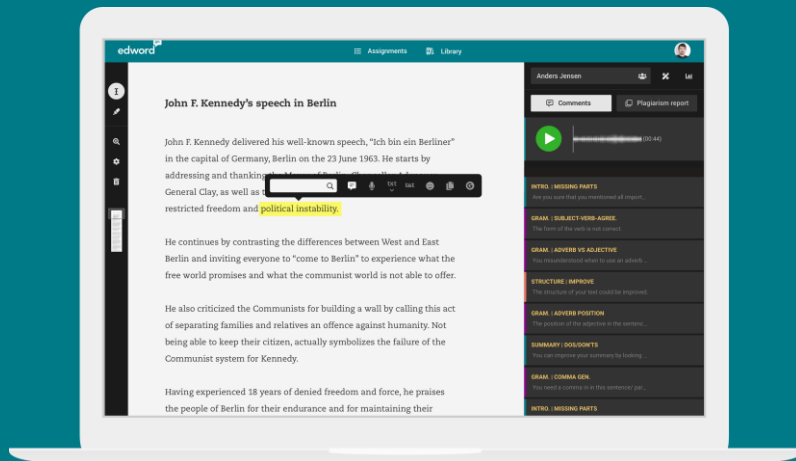 edword
Assignments
Library
John F. Kennedy's speech in Berlin
John F. Kennedy delivered his well-known speech, "Ich bin ein Berliner"
in the capital of Germany, Berlin on the 23 June 1963. He starts by
addressing and thanking
General Clay, as well as t
restricted freedom and political instability.
TXT
He continues by contrasting the differences between West and East
Berlin and inviting everyone to "come to Berlin" to experience what the
free world promises and what the communist world is not able to offer.
He also criticized the Communists for building a wall by calling this act
of separating families and relatives an offence against humanity. Not
being able to keep their citizen, actually symbolizes the failure of the
Communist system for Kennedy.
Having experienced 18 years of denied freedom and force, he praises
the people of Berlin for their endurance and for maintaining their
Anders Jensen
Comments
Plagiarism report
(00:44)
INTRO. | MISSING PARTS
Are you sure that you mentioned all import...
GRAM. | SUBJECT-VERB-AGREE.
The form of the verb is not correct.
GRAM. | ADVERB VS ADJECTIVE
You misunderstood when to use an adverb...
STRUCTURE | IMPROVE
The structure of your text could be improved.
GRAM. | ADVERB POSITION
The position of the adjective in the sentenc...
SUMMARY | DOS/DON'TS
You can improve your summary by looking ...
GRAM. | COMMA GEN.
You need a comma in this sentence/ par...
INTRO. | MISSING PARTS